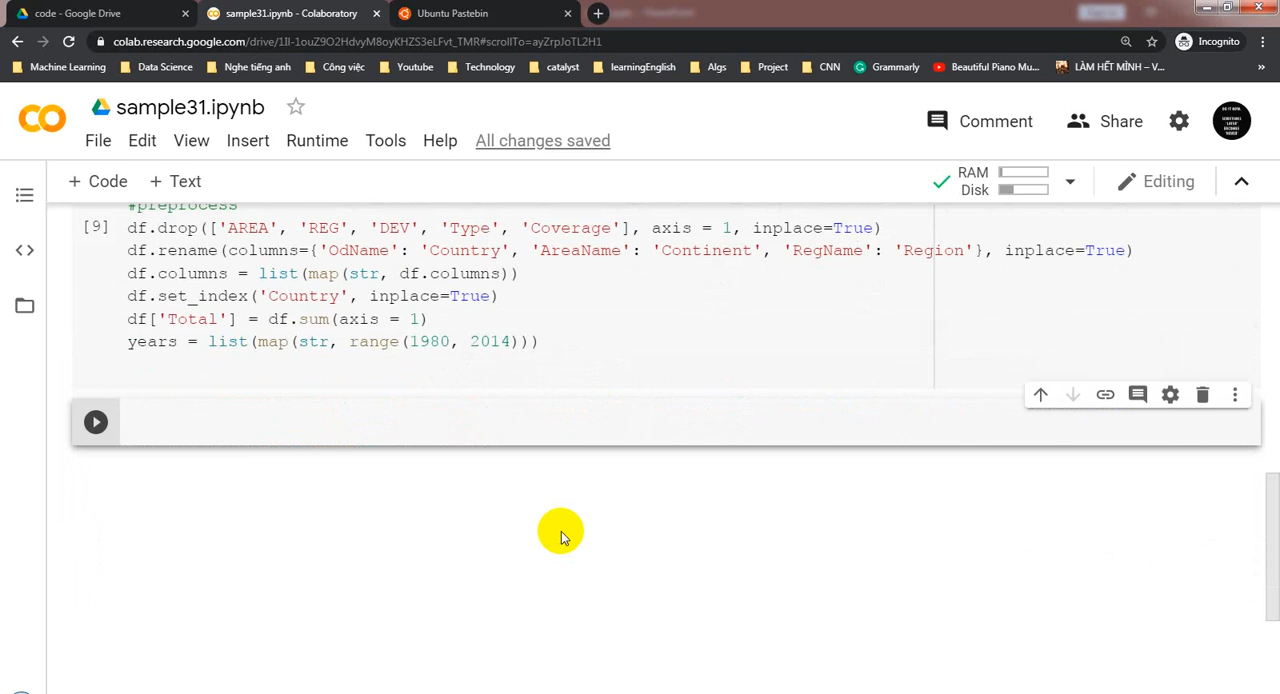 code - Google Drive
sample31.ipynb - Colaboratory
Ubuntu Pastebin
colab.research.google.com/drive/1Il-1ouZ9O2HdvyM8oyKHZS3eLFvt_TMR#scrollTo=ayZrpJoTL2H1
Incognito
Machine Learning
Data Science
Nghe tiếng anh
Công việc
Youtube
Technology
catalyst
learningEnglish
Algs
Project
CNN
Grammarly
Beautiful Piano Mu...
LÀM HẾT MÌNH – V...
sample31.ipynb
Comment
Share
File Edit View Insert Runtime Tools Help All changes saved
+ Code + Text
RAM
Disk
Editing
#preprocess
[9] df.drop(['AREA', 'REG', 'DEV', 'Type', 'Coverage'], axis = 1, inplace=True)
df.rename(columns={'OdName': 'Country', 'AreaName': 'Continent', 'RegName': 'Region'}, inplace=True)
df.columns = list(map(str, df.columns))
df.set_index('Country', inplace=True)
df['Total'] = df.sum(axis = 1)
years = list(map(str, range(1980, 2014)))